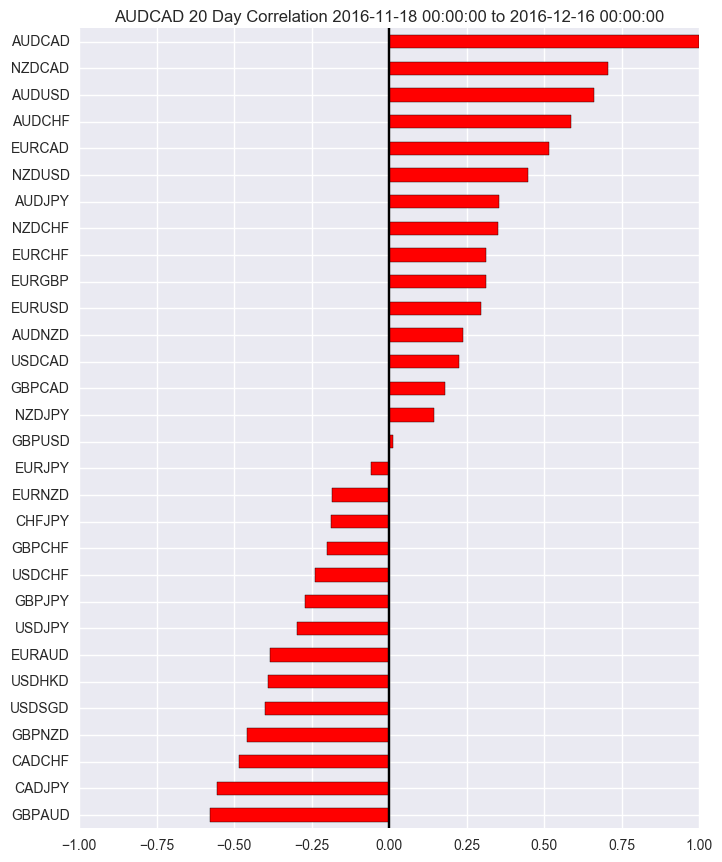 AUDCAD 20 Day Correlation 2016-11-18 00:00:00 to 2016-12-16 00:00:00
AUDCAD
NZDCAD
AUDUSD
AUDCHF
EURCAD
NZDUSD
AUDJPY
NZDCHF
EURCHF
EURGBP
EURUSD
AUDNZD
USDCAD
GBPCAD
NZDJPY
GBPUSD
EURJPY
EURNZD
CHFJPY
GBPCHF
USDCHF
GBPJPY
USDJPY
EURAUD
USDHKD
USDSGD
GBPNZD
CADCHF
CADJPY
GBPAUD
−1.00 −0.75 −0.50 −0.25 0.00 0.25 0.50 0.75 1.00